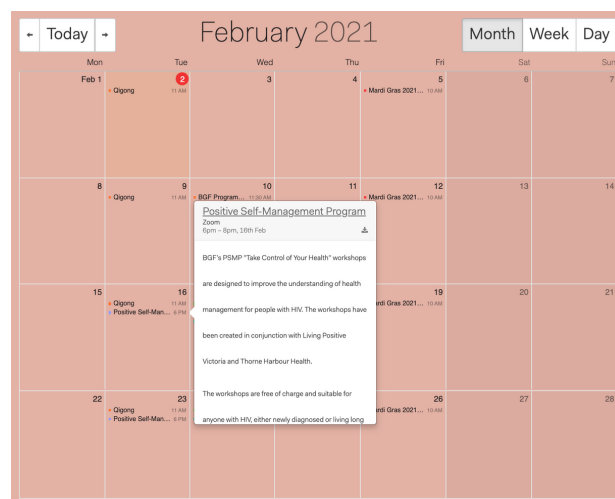 ← Today →
February 2021
Month Week Day
Mon Tue Wed Thu Fri Sat Sun
Feb 1 2 3 4 5 6 7
Qigong 11 AM
Mardi Gras 2021... 10 AM
8 9 10 11 12 13 14
Qigong 11 AM
BGF Program... 11:30 AM
Mardi Gras 2021... 10 AM
Positive Self-Management Program
Zoom
6pm – 8pm, 16th Feb
BGF's PSMP "Take Control of Your Health" workshops
are designed to improve the understanding of health
management for people with HIV. The workshops have
been created in conjunction with Living Positive
Victoria and Thorne Harbour Health.
The workshops are free of charge and suitable for
anyone with HIV, either newly diagnosed or living long
15 16 19 20 21
Qigong 11 AM
Positive Self-Man... 6 PM
rdi Gras 2021... 10 AM
22 23 26 27 28
Qigong 11 AM
Positive Self-Man... 6 PM
rdi Gras 2021... 10 AM